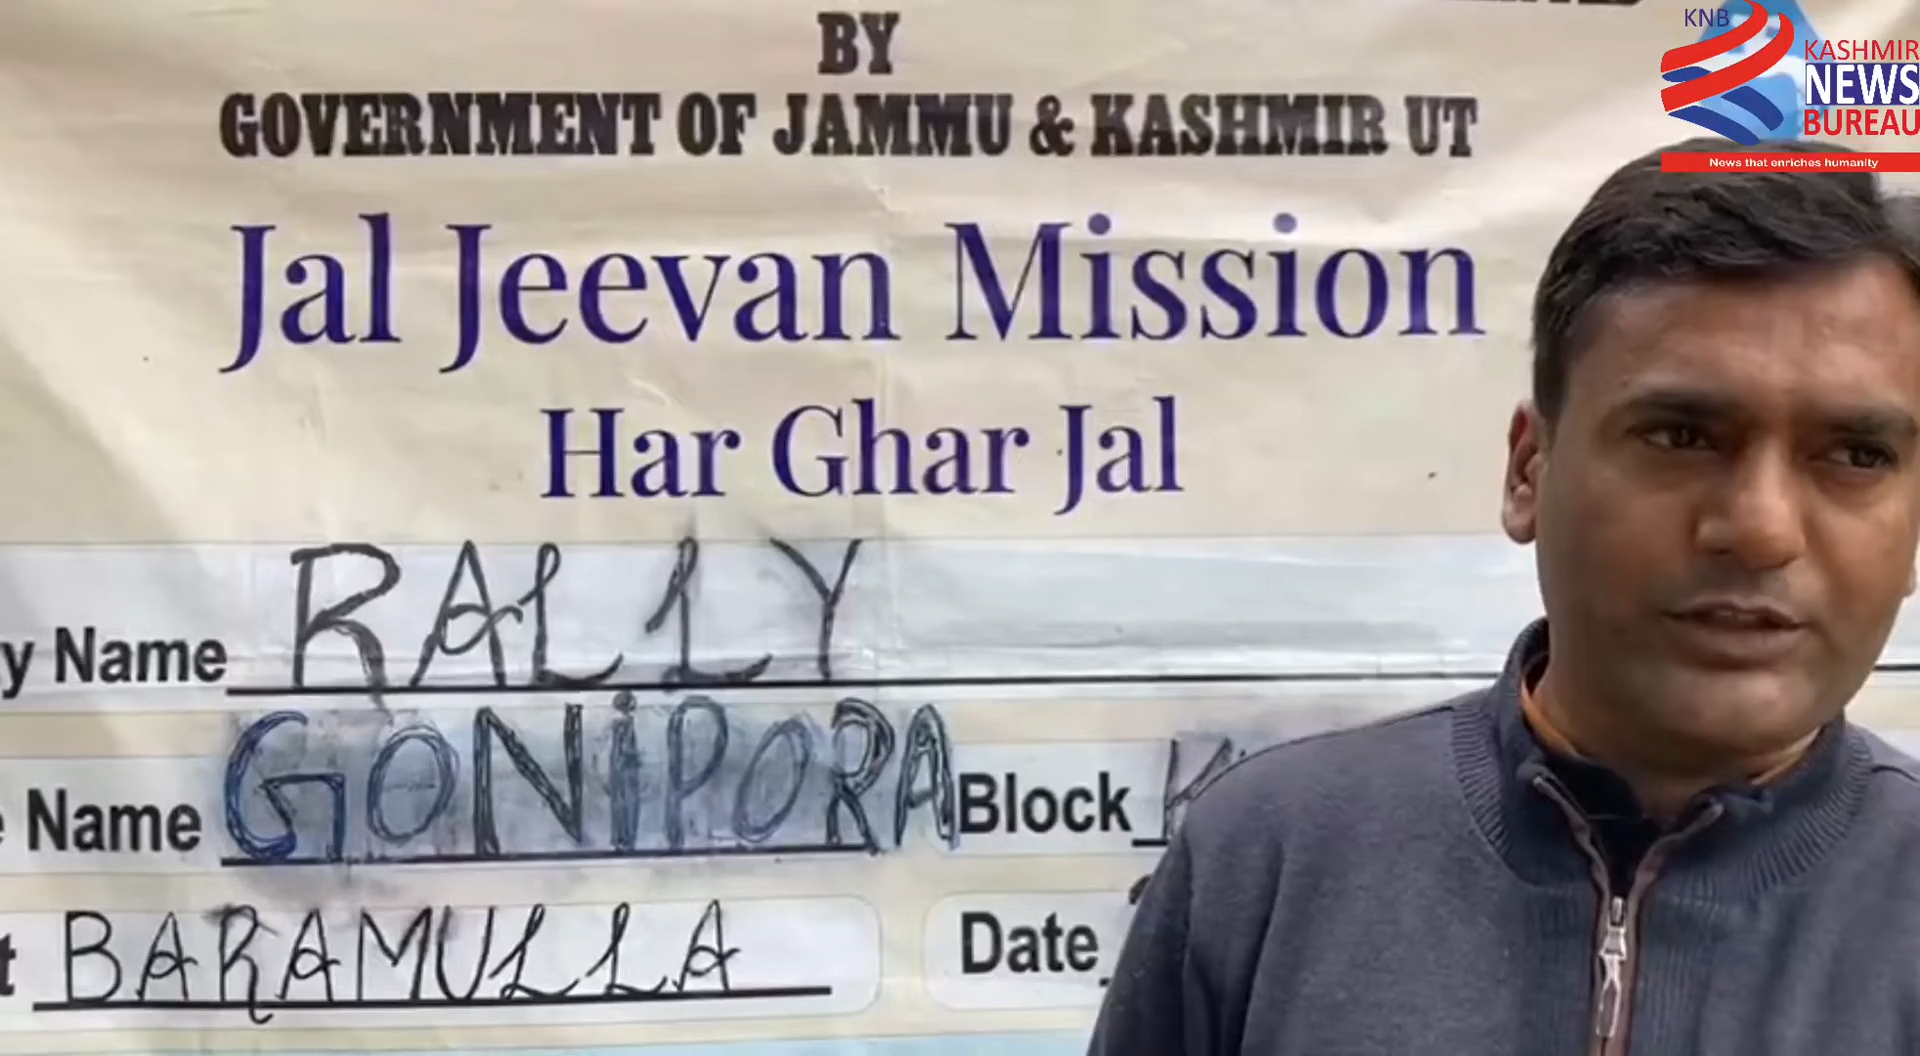 KNB
KASHMIR
NEWS
BUREAU
News that enriches humanity
BY
GOVERNMENT OF JAMMU & KASHMIR UT
Jal Jeevan Mission
Har Ghar Jal
Name RALLY
Name GONIPORA Block
BARAMULLA Date